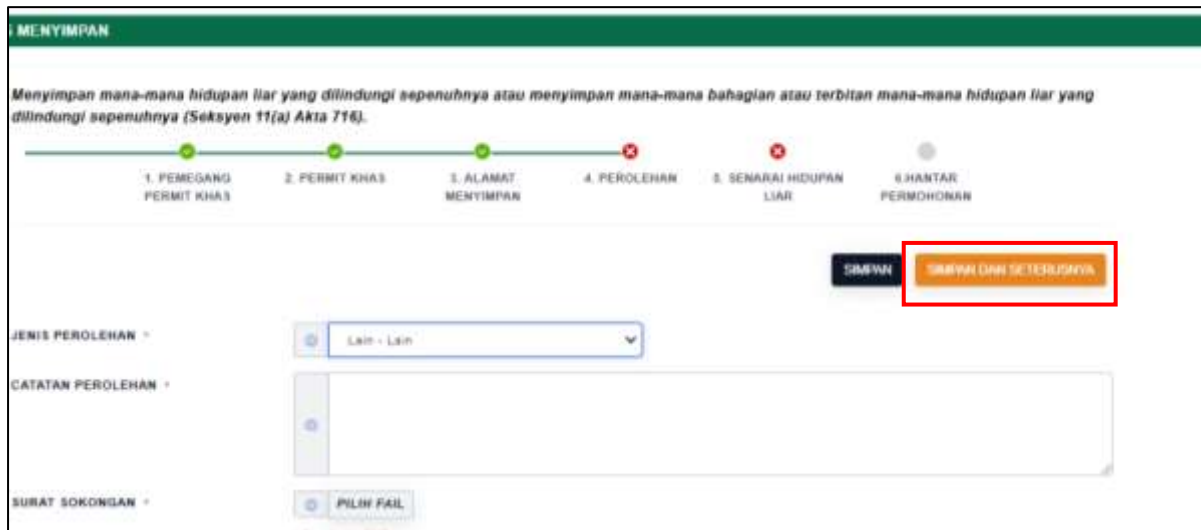 MENYIMPAN
Menyimpan mana-mana hidupan liar yang dilindungi sepenuhnya atau menyimpan mana-mana bahagian atau terbitan mana-mana hidupan liar yang
dilindungi sepenuhnya (Seksyen 11(a) Akta 716).
1. PEMEGANG
PERMIT KHAS
2. PERMIT KHAS
3. ALAMAT
MENYIMPAN
4. PEROLEHAN
5. SENARAI HIDUPAN
LIAR
6.HANTAR
PERMOHONAN
SIMPAN
SIMPAN DAN SETERUSNYA
JENIS PEROLEHAN *
Lain - Lain
CATATAN PEROLEHAN *
SURAT SOKONGAN *
PILIH FAIL